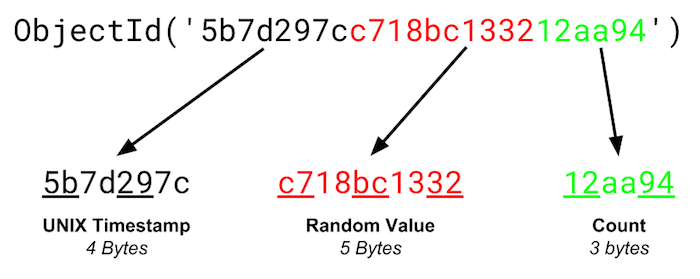 ObjectId('5b7d297cc718bc133212aa94')
5b7d297c c718bc1332 12aa94
UNIX Timestamp Random Value Count
4 Bytes 5 Bytes 3 bytes